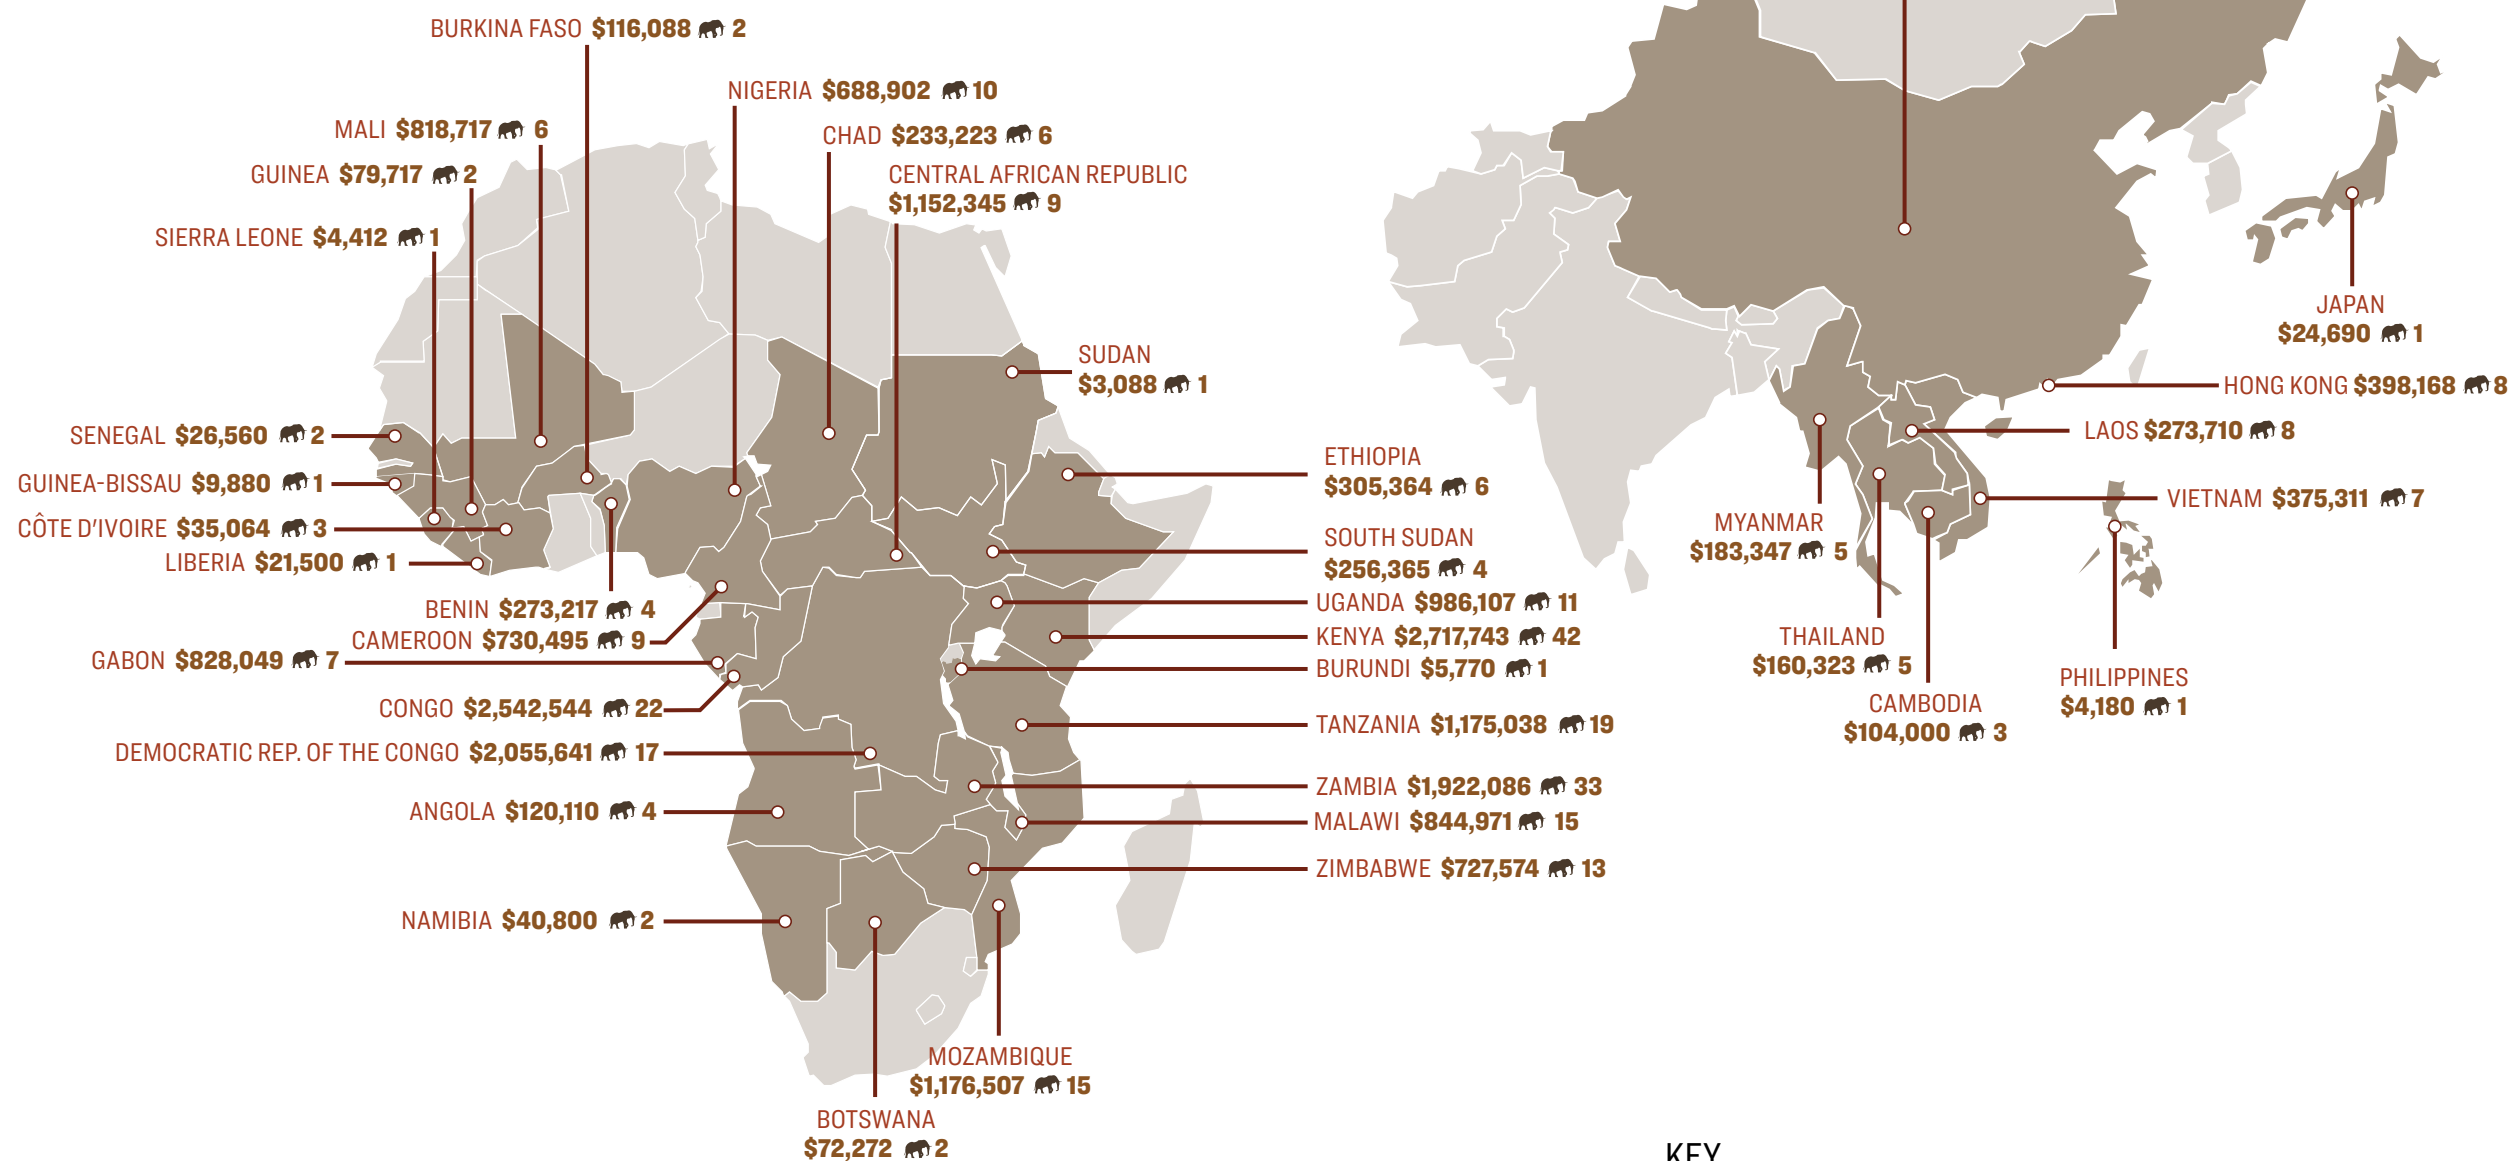 BURKINA FASO $116,088 2
NIGERIA $688,902 10
MALI $818,717 6
CHAD $233,223 6
GUINEA $79,717 2
CENTRAL AFRICAN REPUBLIC
$1,152,345 9
SIERRA LEONE $4,412 1
JAPAN
$24,690 1
SUDAN
$3,088 1
HONG KONG $398,168 8
SENEGAL $26,560 2
LAOS $273,710 8
ETHIOPIA
$305,364 6
GUINEA-BISSAU $9,880 1
VIETNAM $375,311 7
CÔTE D'IVOIRE $35,064 3
MYANMAR
$183,347 5
SOUTH SUDAN
$256,365 4
LIBERIA $21,500 1
BENIN $273,217 4
UGANDA $986,107 11
CAMEROON $730,495 9
KENYA $2,717,743 42
THAILAND
$160,323 5
GABON $828,049 7
BURUNDI $5,770 1
PHILIPPINES
$4,180 1
CONGO $2,542,544 22
CAMBODIA
$104,000 3
TANZANIA $1,175,038 19
DEMOCRATIC REP. OF THE CONGO $2,055,641 17
ZAMBIA $1,922,086 33
ANGOLA $120,110 4
MALAWI $844,971 15
ZIMBABWE $727,574 13
NAMIBIA $40,800 2
MOZAMBIQUE
$1,176,507 15
BOTSWANA
$72,272 2
KEY